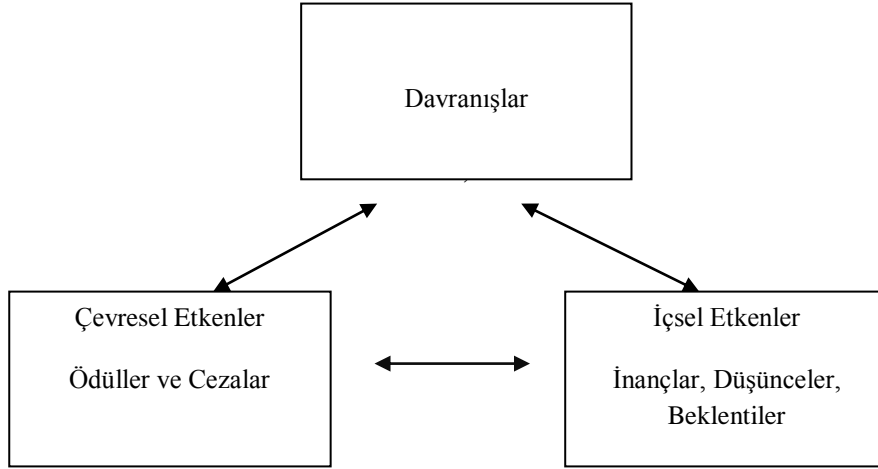 Davranışlar
Çevresel Etkenler
Ödüller ve Cezalar
İçsel Etkenler
İnançlar, Düşünceler,
Beklentiler